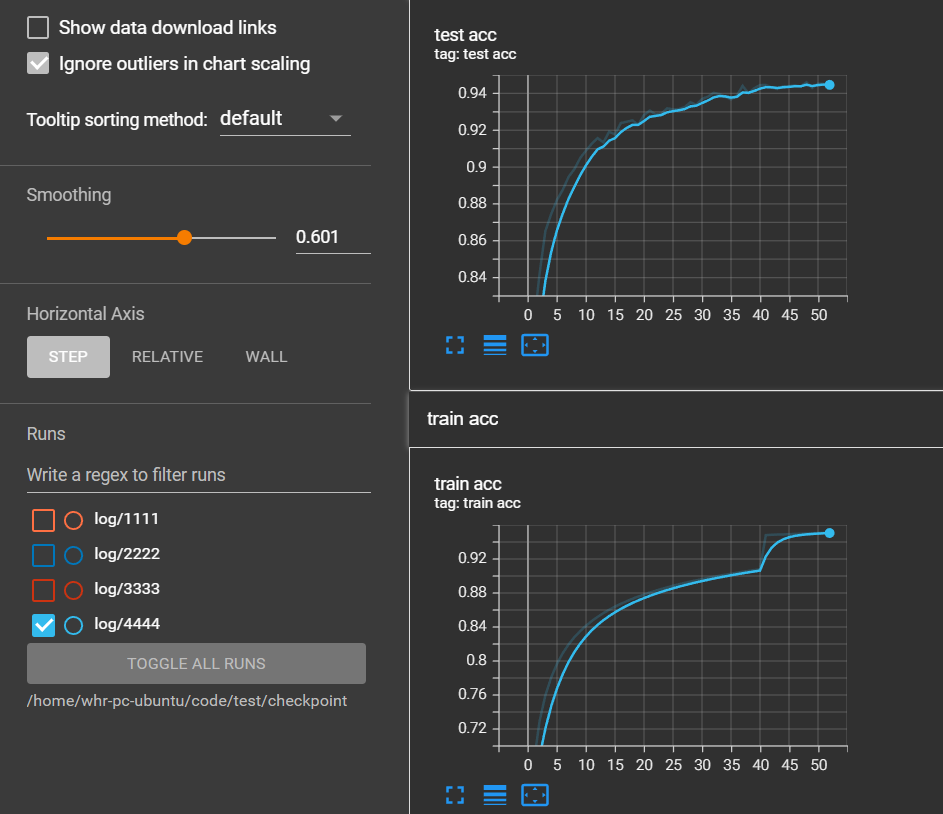 Show data download links
Ignore outliers in chart scaling
Tooltip sorting method: default
Smoothing
0.601
Horizontal Axis
STEP RELATIVE WALL
Runs
Write a regex to filter runs
log/1111
log/2222
log/3333
log/4444
TOGGLE ALL RUNS
/home/whr-pc-ubuntu/code/test/checkpoint
test acc
tag: test acc
0.94
0.92
0.9
0.88
0.86
0.84
0 5 10 15 20 25 30 35 40 45 50
train acc
train acc
tag: train acc
0.92
0.88
0.84
0.8
0.76
0.72
0 5 10 15 20 25 30 35 40 45 50